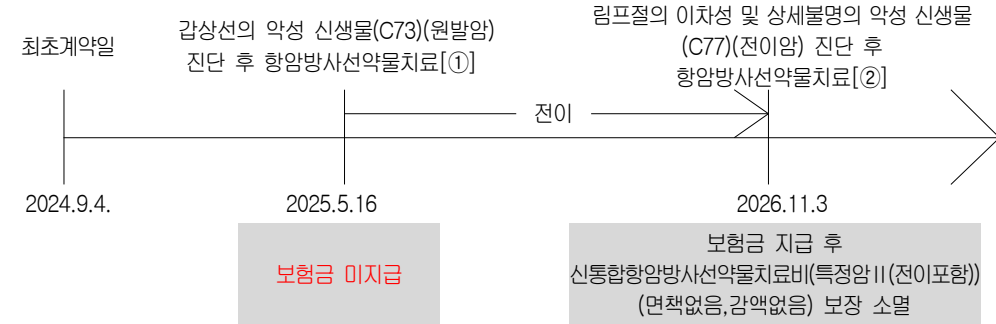 최초계약일
갑상선의 악성 신생물(C73)(원발암)
진단 후 항암방사선약물치료[①]
림프절의 이차성 및 상세불명의 악성 신생물
(C77)(전이암) 진단 후
항암방사선약물치료[②]
전이
2024.9.4.
2025.5.16
2026.11.3
보험금 미지급
보험금 지급 후
신통합항암방사선약물치료비(특정암Ⅱ(전이포함))
(면책없음,감액없음) 보장 소멸